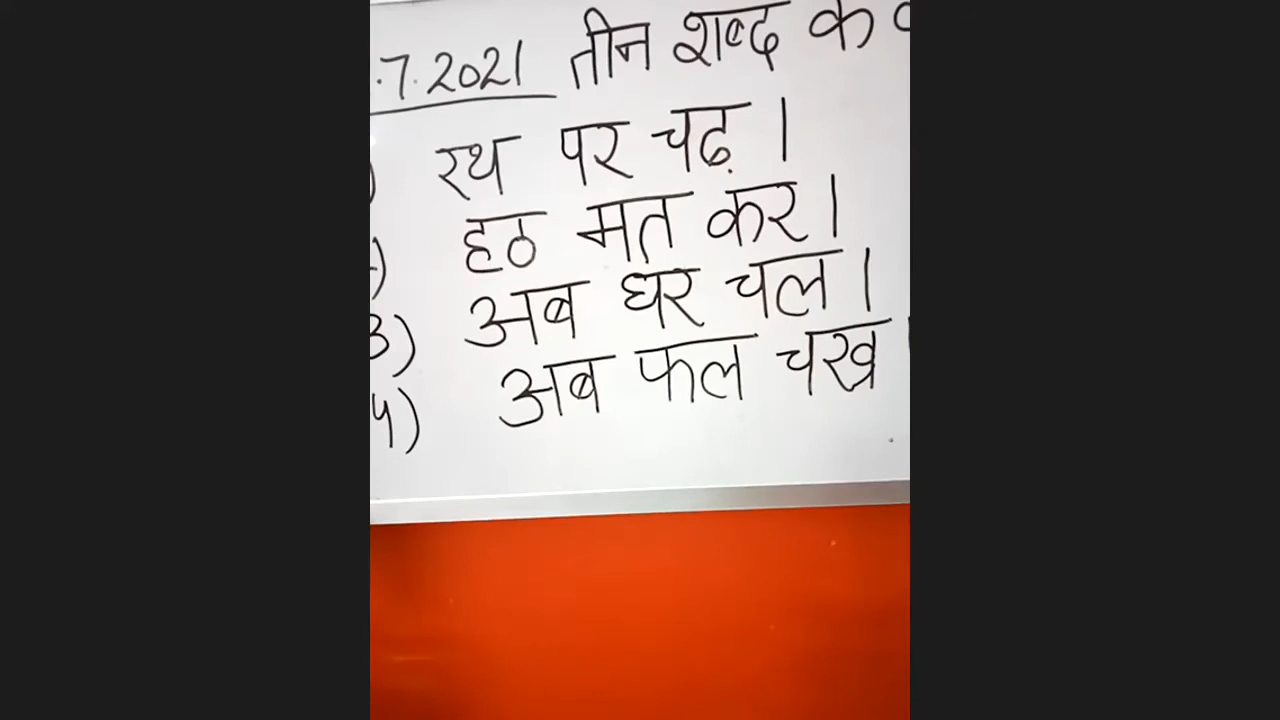 .7.2021 तीन शब्द के
रथ पर चढ़ ।
हठ मत कर ।
3) अब घर चल ।
4) अब फल चख